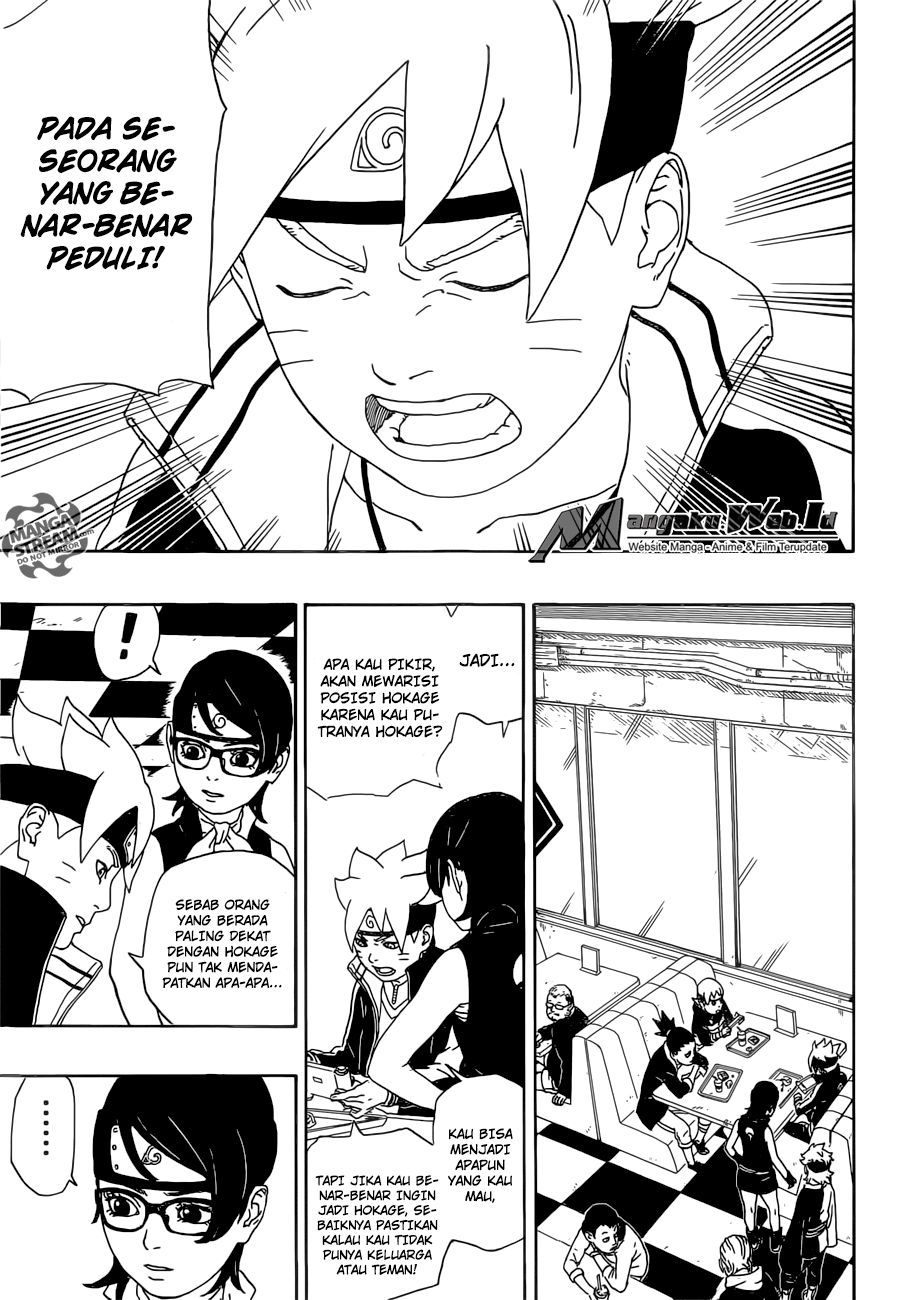 PADA SE-
SEORANG
YANG BE-
NAR-BENAR
PEDULI!
MANGA
STREAM.com
DO NOT MIRROR
Mangaku.Web.Id
Website Manga - Anime & Film Terupdate
JADI...
APA KAU PIKIR,
AKAN MEWARISI
POSISI HOKAGE
KARENA KAU PU-
TRANYA HOKAGE?
KAU BISA
MENJADI
APAPUN
YANG KAU
MAU,
TAPI JIKA KAU BE-
NAR-BENAR INGIN
JADI HOKAGE, SE-
BAIKNYA PASTIKAN
KALAU KAU TIDAK
PUNYA KELUARGA
ATAU TEMAN!
!
SEBAB ORANG
YANG BERADA
PALING DEKAT
DENGAN HOKAGE
PUN TAK MENDA-
PATKAN APA-APA...
......